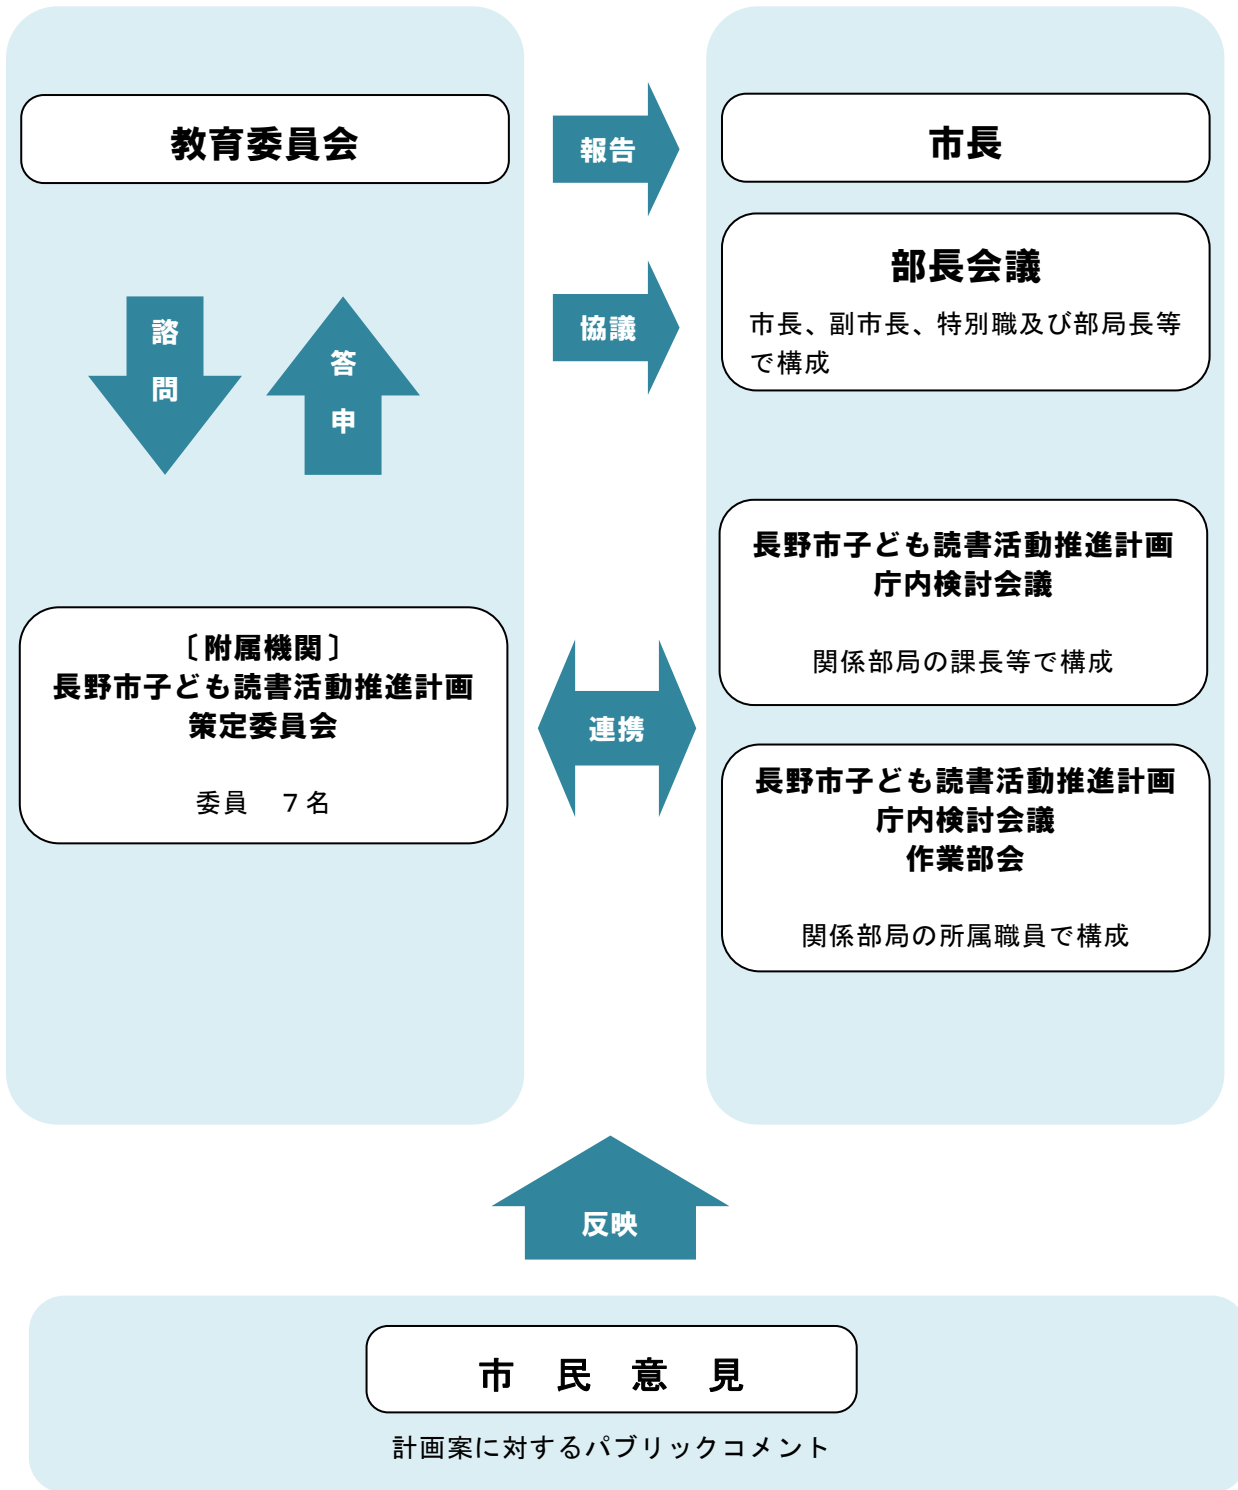 教育委員会
報告
市長
部長会議
市長、副市長、特別職及び部局長等
で構成
協議
諮
問
答
申
長野市子ども読書活動推進計画
庁内検討会議
関係部局の課長等で構成
〔附属機関〕
長野市子ども読書活動推進計画
策定委員会
委員　７名
連携
長野市子ども読書活動推進計画
庁内検討会議
作業部会
関係部局の所属職員で構成
反映
市　民　意　見
計画案に対するパブリックコメント